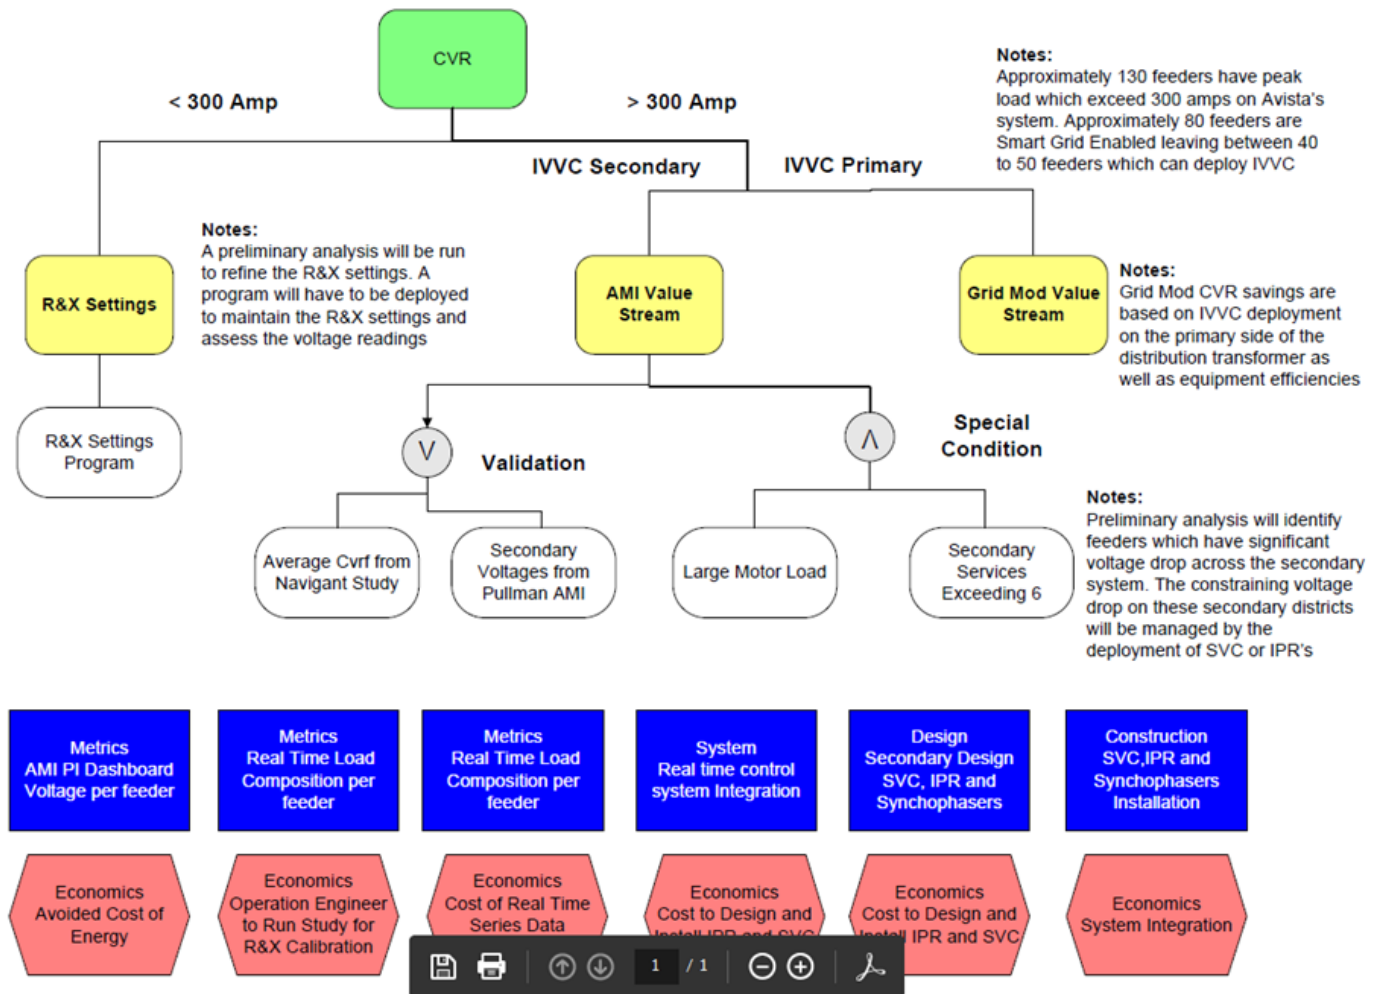 CVR
< 300 Amp
> 300 Amp
Notes:
Approximately 130 feeders have peak
load which exceed 300 amps on Avista's
system. Approximately 80 feeders are
Smart Grid Enabled leaving between 40
to 50 feeders which can deploy IVVC
IVVC Secondary
IVVC Primary
Notes:
A preliminary analysis will be run
to refine the R&X settings. A
program will have to be deployed
to maintain the R&X settings and
assess the voltage readings
R&X Settings
AMI Value
Stream
Grid Mod Value
Stream
Notes:
Grid Mod CVR savings are
based on IVVC deployment
on the primary side of the
distribution transformer as
well as equipment efficiencies
R&X Settings
Program
V
Validation
Λ
Special
Condition
Average Cvrf from
Navigant Study
Secondary
Voltages from
Pullman AMI
Large Motor Load
Secondary
Services
Exceeding 6
Notes:
Preliminary analysis will identify
feeders which have significant
voltage drop across the secondary
system. The constraining voltage
drop on these secondary districts
will be managed by the
deployment of SVC or IPR's
Metrics
AMI PI Dashboard
Voltage per feeder
Metrics
Real Time Load
Composition per
feeder
Metrics
Real Time Load
Composition per
feeder
System
Real time control
system Integration
Design
Secondary Design
SVC, IPR and
Synchophasers
Construction
SVC,IPR and
Synchophasers
Installation
Economics
Avoided Cost of
Energy
Economics
Operation Engineer
to Run Study for
R&X Calibration
Economics
Cost of Real Time
Series Data
Economics
Cost to Design and
Install IPR and SVC
Economics
Cost to Design and
Install IPR and SVC
Economics
System Integration
1 / 1